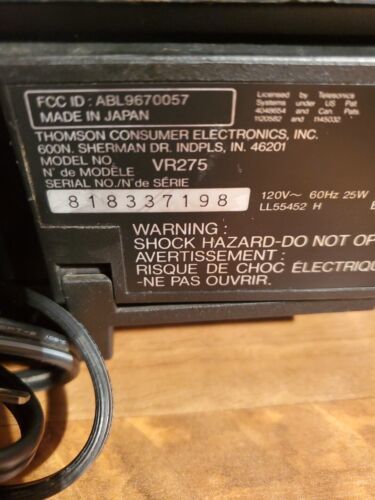 FCC ID : ABL9670057
MADE IN JAPAN
Licensed by Telesonics
Systems under US Pat.
4048654 and Can. Pats.
1120582 and 1145032
THOMSON CONSUMER ELECTRONICS, INC.
600N. SHERMAN DR. INDPLS, IN. 46201
MODEL NO.
VR275
N° de MODÈLE
SERIAL NO./N° de SÉRIE
818337198
120V~ 60Hz 25W
LL55452 H
WARNING :
SHOCK HAZARD-DO NOT OP
AVERTISSEMENT :
RISQUE DE CHOC ÉLECTRIQU
-NE PAS OUVRIR.